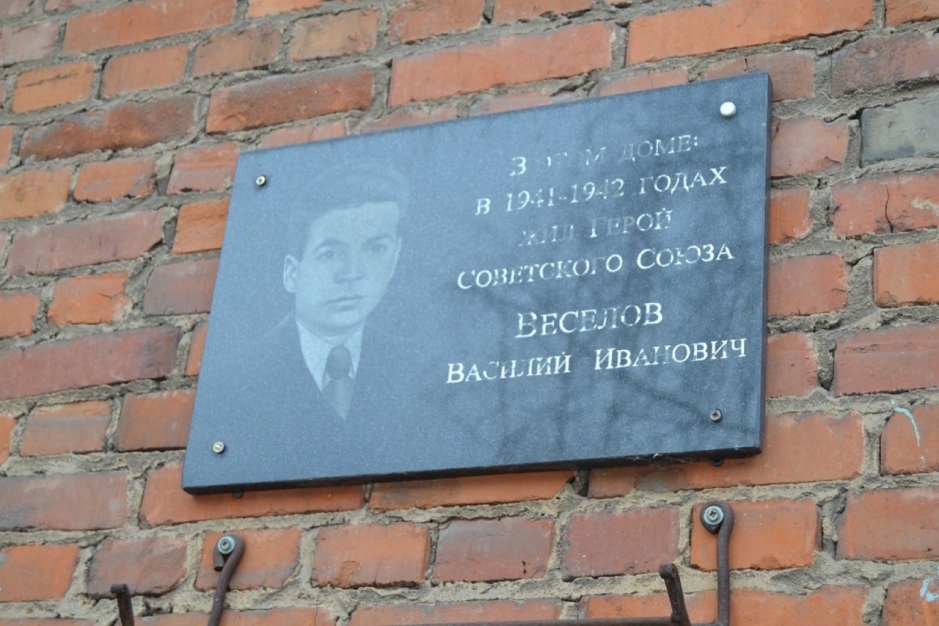 В этом доме:
в 1941-1942 годах
жил Герой
Советского Союза
Веселов
Василий Иванович